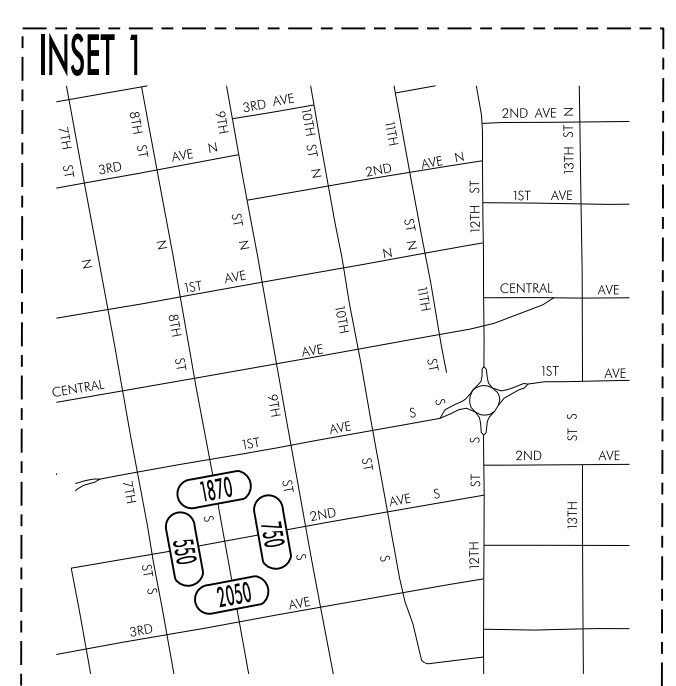 INSET 1
7TH ST N
8TH ST N
9TH ST N
3RD AVE
10TH ST N
11TH ST N
2ND AVE N
13TH ST N
3RD AVE N
2ND AVE N
12TH ST
1ST AVE
1ST AVE N
CENTRAL AVE
8TH ST
10TH
11TH ST S
CENTRAL AVE
1ST AVE
9TH ST S
1ST AVE S
ST S
S ST
12TH
2ND AVE
13TH
7TH ST S
1870
S
550
750
2050
2ND AVE S
ST S
3RD AVE